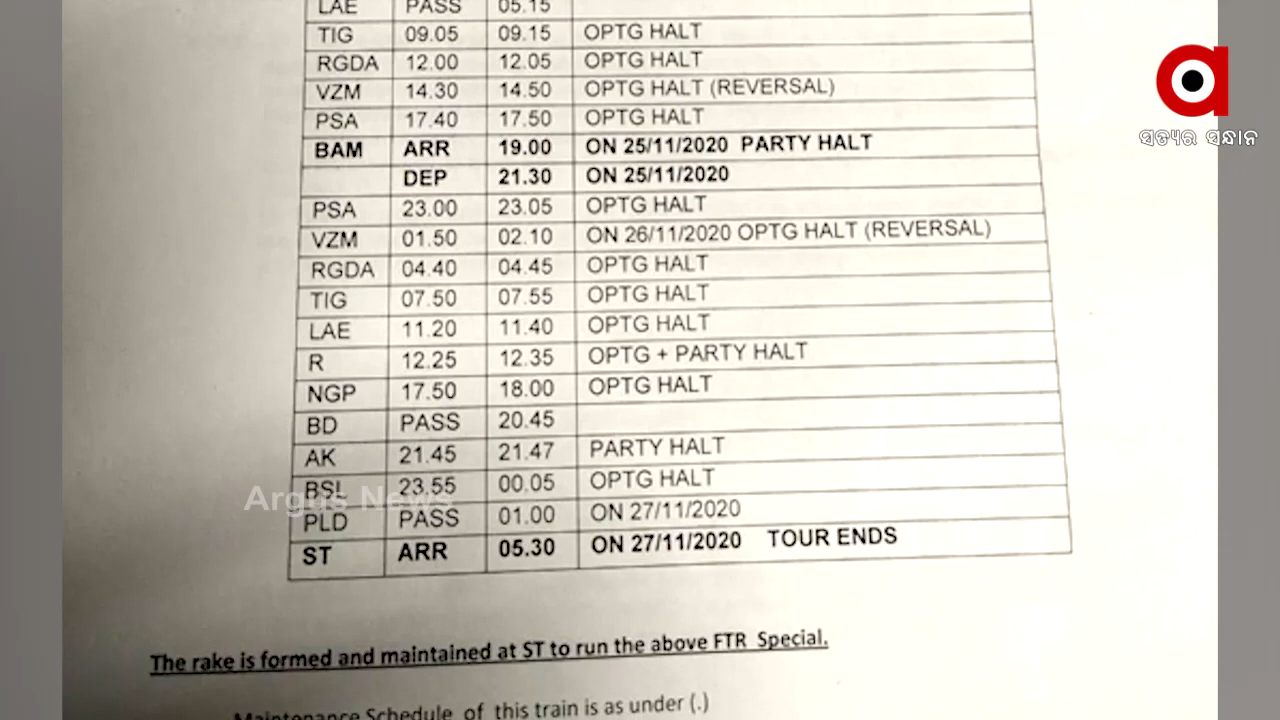 LAE PASS 05.15
TIG 09.05 09.15 OPTG HALT
RGDA 12.00 12.05 OPTG HALT
VZM 14.30 14.50 OPTG HALT (REVERSAL)
PSA 17.40 17.50 OPTG HALT
BAM ARR 19.00 ON 25/11/2020 PARTY HALT
DEP 21.30 ON 25/11/2020
PSA 23.00 23.05 OPTG HALT
VZM 01.50 02.10 ON 26/11/2020 OPTG HALT (REVERSAL)
RGDA 04.40 04.45 OPTG HALT
TIG 07.50 07.55 OPTG HALT
LAE 11.20 11.40 OPTG HALT
R 12.25 12.35 OPTG + PARTY HALT
NGP 17.50 18.00 OPTG HALT
BD PASS 20.45
AK 21.45 21.47 PARTY HALT
BSL 23.55 00.05 OPTG HALT
PLD PASS 01.00 ON 27/11/2020
ST ARR 05.30 ON 27/11/2020 TOUR ENDS
The rake is formed and maintained at ST to run the above FTR Special.
Maintenance Schedule of this train is as under (.)
ସତ୍ୟର ସନ୍ଧାନ
Argus News